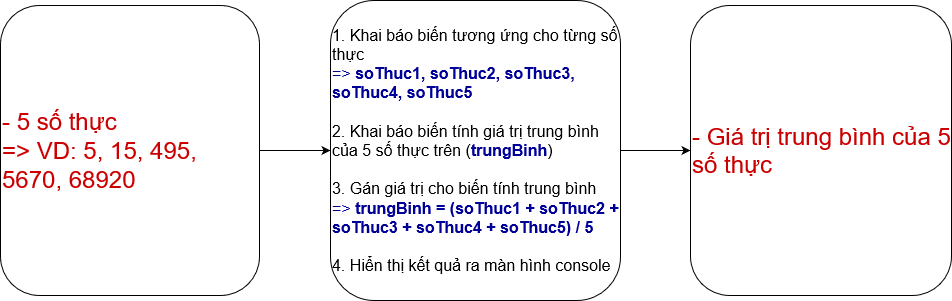 - 5 số thực
=> VD: 5, 15, 495,
5670, 68920
1. Khai báo biến tương ứng cho từng số
thực
=> soThuc1, soThuc2, soThuc3,
soThuc4, soThuc5
2. Khai báo biến tính giá trị trung bình
của 5 số thực trên (trungBinh)
3. Gán giá trị cho biến tính trung bình
=> trungBinh = (soThuc1 + soThuc2 +
soThuc3 + soThuc4 + soThuc5) / 5
4. Hiển thị kết quả ra màn hình console
- Giá trị trung bình của 5
số thực